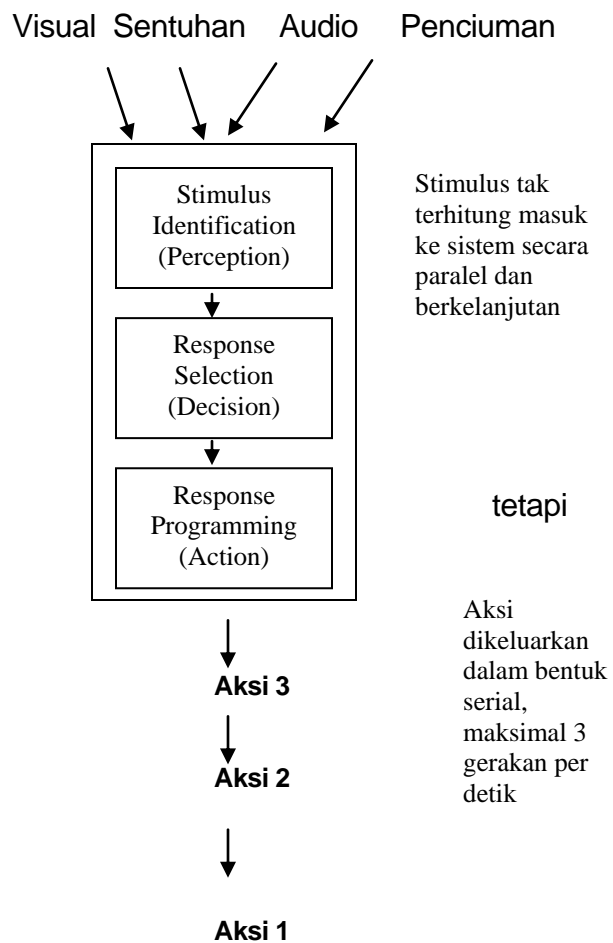 Visual Sentuhan Audio Penciuman
Stimulus
Identification
(Perception)
Stimulus tak
terhitung masuk
ke sistem secara
paralel dan
berkelanjutan
Response
Selection
(Decision)
Response
Programming
(Action)
tetapi
Aksi
dikeluarkan
dalam bentuk
serial,
maksimal 3
gerakan per
detik
Aksi 3
Aksi 2
Aksi 1